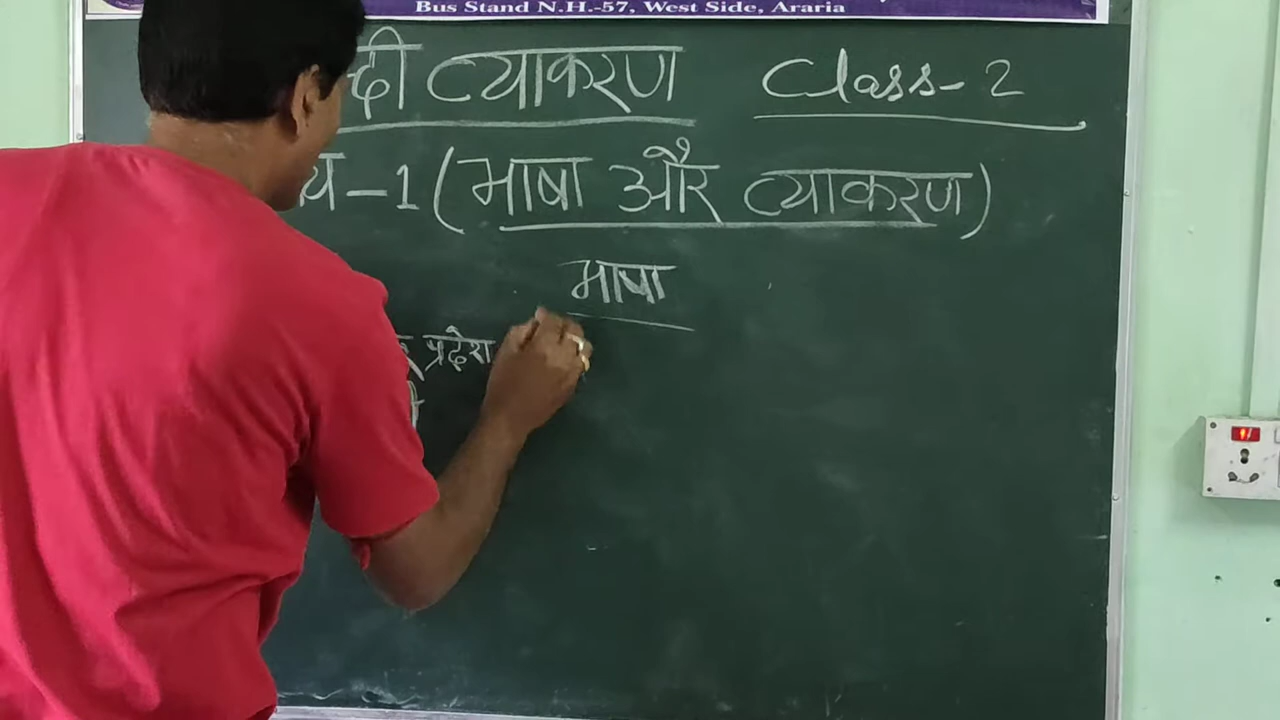 Bus Stand N.H.-57, West Side, Araria
व्याकरण Class-2
-1 (भाषा और व्याकरण)
भाषा
प्रदेश